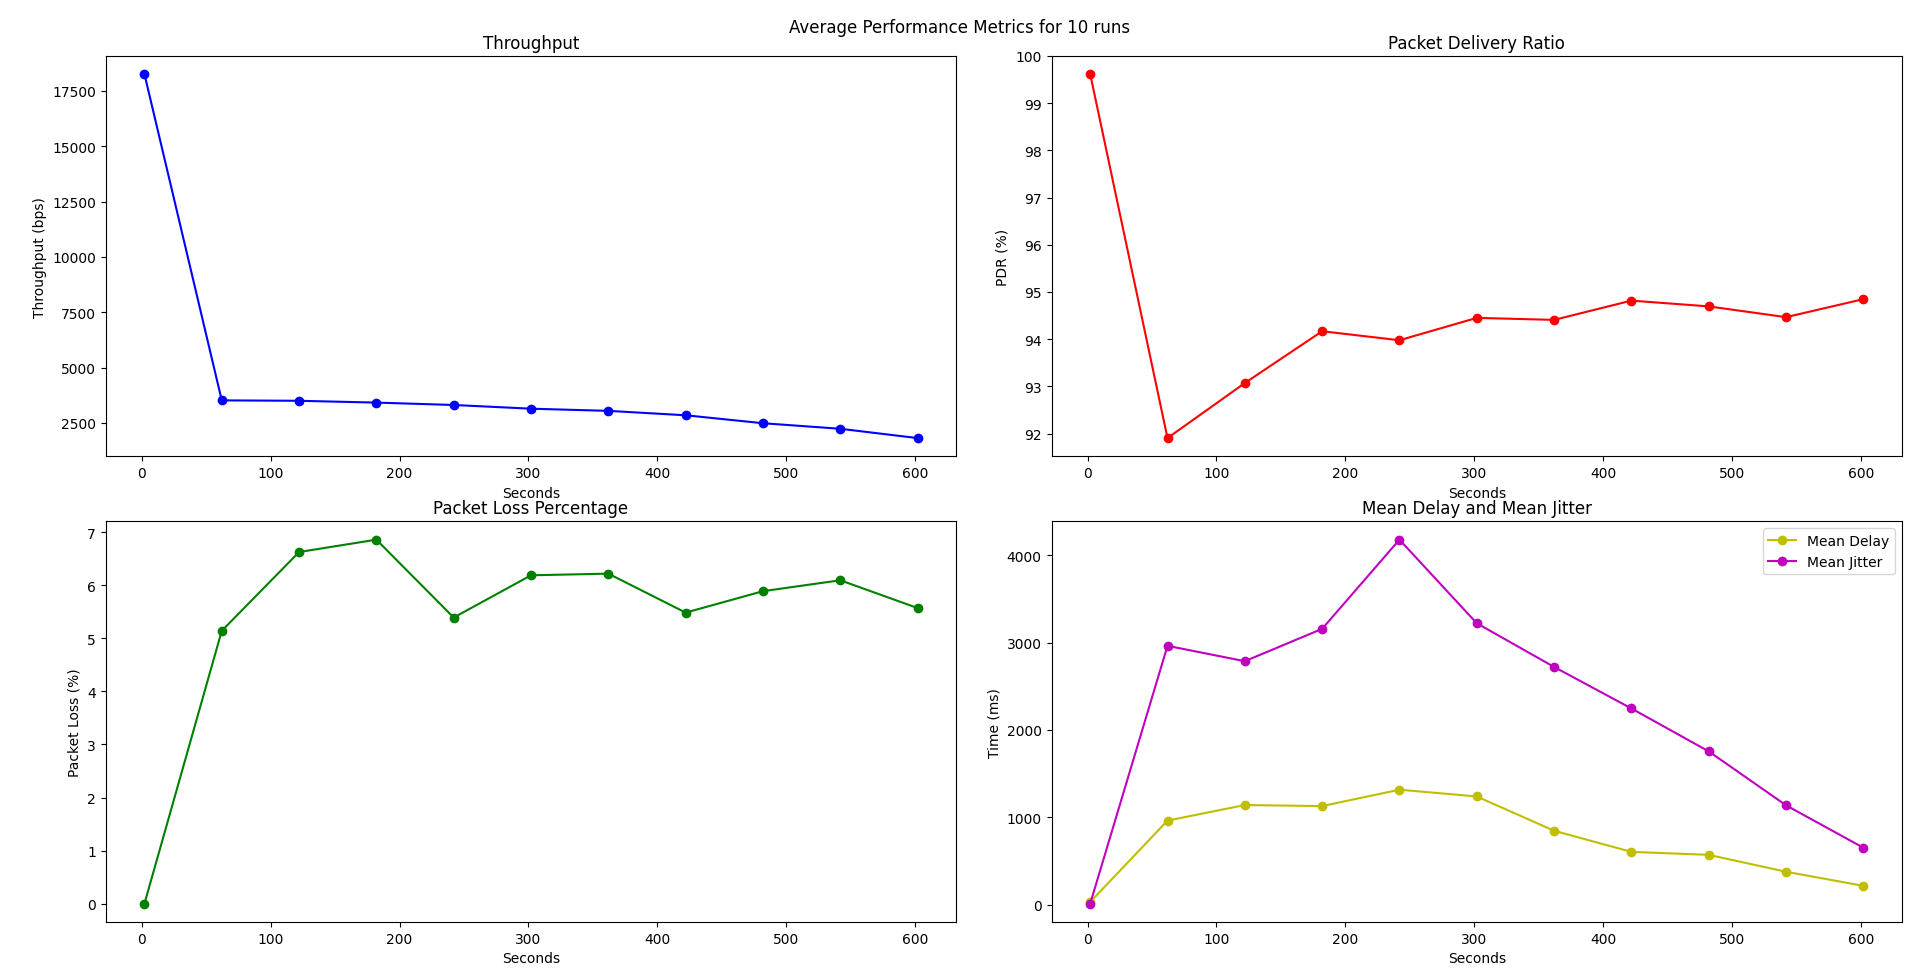 Average Performance Metrics for 10 runs
Throughput
Throughput (bps)
17500
15000
12500
10000
7500
5000
2500
0 100 200 300 400 500 600
Seconds
Packet Delivery Ratio
PDR (%)
100
99
98
97
96
95
94
93
92
0 100 200 300 400 500 600
Seconds
Packet Loss Percentage
Packet Loss (%)
7
6
5
4
3
2
1
0
0 100 200 300 400 500 600
Seconds
Mean Delay and Mean Jitter
Time (ms)
4000
3000
2000
1000
0
Mean Delay
Mean Jitter
0 100 200 300 400 500 600
Seconds